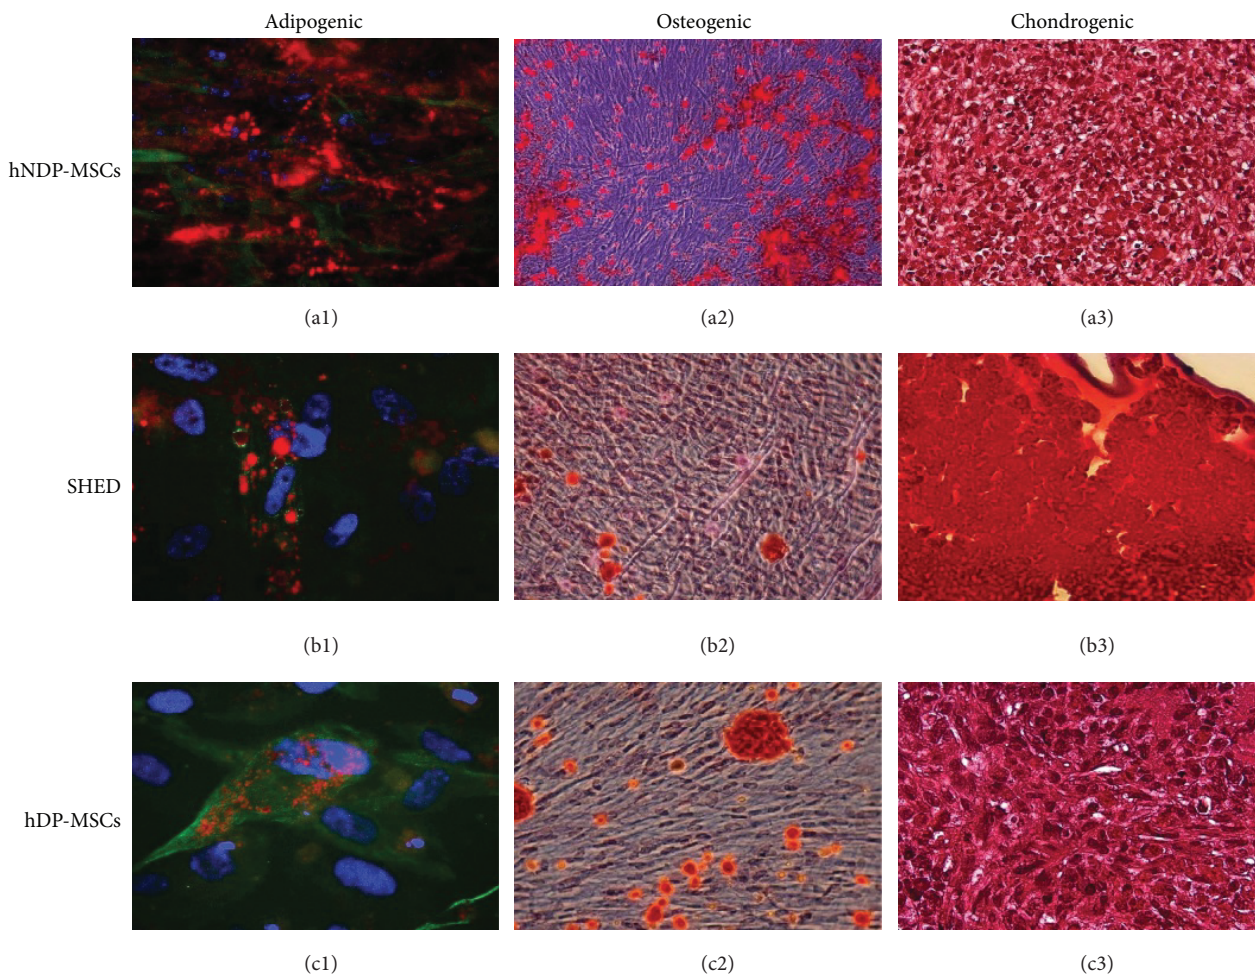 Adipogenic Osteogenic Chondrogenic
hNDP-MSCs
(a1) (a2) (a3)
SHED
(b1) (b2) (b3)
hDP-MSCs
(c1) (c2) (c3)